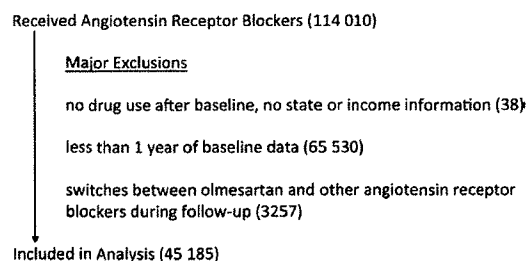 Received Angiotensin Receptor Blockers (114 010)
Major Exclusions
no drug use after baseline, no state or income information (38)
less than 1 year of baseline data (65 530)
switches between olmesartan and other angiotensin receptor
blockers during follow-up (3257)
Included in Analysis (45 185)